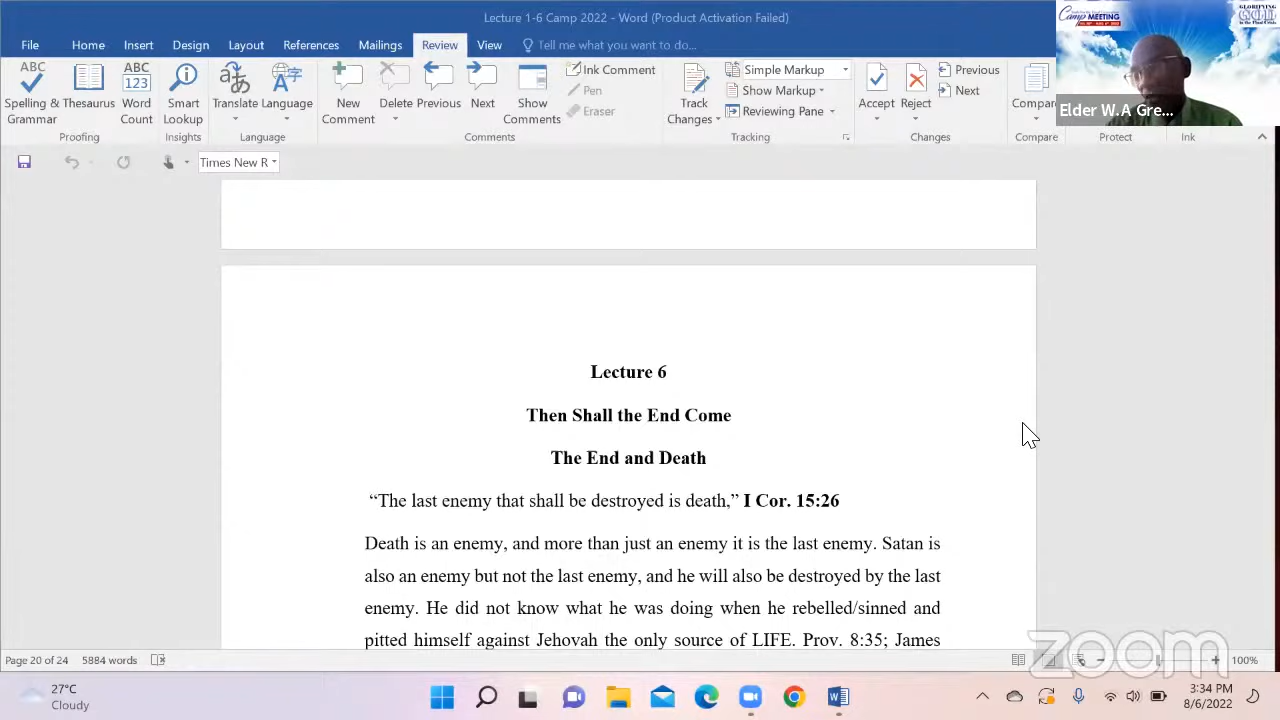 Lecture 1-6 Camp 2022 - Word (Product Activation Failed)
File Home Insert Design Layout References Mailings Review View Tell me what you want to do...
ABC Spelling & Grammar
Thesaurus
ABC 123 Word Count
Smart Lookup
Translate
Language
New Comment
Delete
Previous
Next
Show Comments
Ink Comment
Pen
Eraser
Track Changes
Simple Markup
Show Markup
Reviewing Pane
Accept
Reject
Previous
Next
Compar
Proofing Insights Language Comments Tracking Changes Compare Protect Ink
Times New R
Camp MEETING
GLORIFYING
in the Final Crisis
Elder W.A Gre...
Lecture 6
Then Shall the End Come
The End and Death
“The last enemy that shall be destroyed is death,” I Cor. 15:26
Death is an enemy, and more than just an enemy it is the last enemy. Satan is
also an enemy but not the last enemy, and he will also be destroyed by the last
enemy. He did not know what he was doing when he rebelled/sinned and
pitted himself against Jehovah the only source of LIFE. Prov. 8:35; James
zoom
Page 20 of 24 5884 words 100%
27°C
Cloudy
3:34 PM
8/6/2022